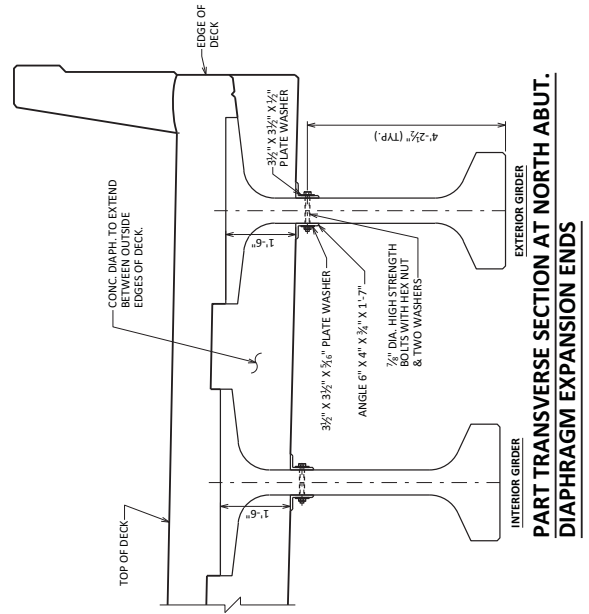 TOP OF DECK
CONC. DIAPH. TO EXTEND
BETWEEN OUTSIDE
EDGES OF DECK.
EDGE OF
DECK
1'-6"
1'-6"
3½" X 3½" X ½"
PLATE WASHER
3½" X 3½" X 5/16" PLATE WASHER
ANGLE 6" X 4" X ¾" X 1'-7"
⅞" DIA. HIGH STRENGTH
BOLTS WITH HEX NUT
& TWO WASHERS
4'-2½" (TYP.)
INTERIOR GIRDER
EXTERIOR GIRDER
PART TRANSVERSE SECTION AT NORTH ABUT.
DIAPHRAGM EXPANSION ENDS